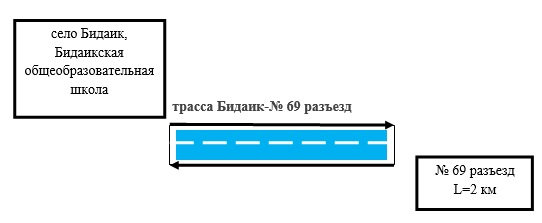 село Бидаик,
Бидаикская
общеобразовательная
школа
трасса Бидаик-№ 69 разъезд
№ 69 разъезд
L=2 км